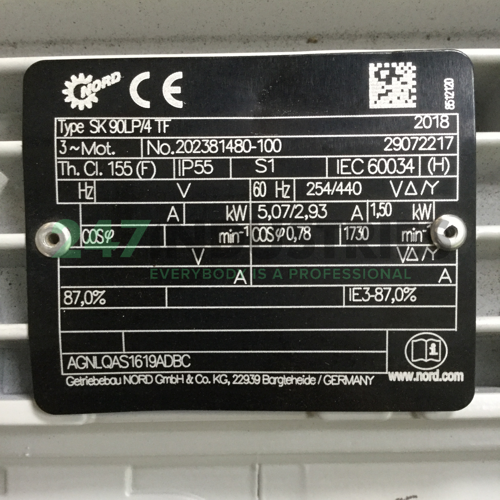 NORD CE
8512120
Type SK 90LP/4 TF 2018
3~Mot. No. 202381480-100 29072217
Th. Cl. 155 (F) IP55 S1 IEC 60034 (H)
Hz V 60 Hz 254/440 V Δ/Y
A kW 5,07/2,93 A 1,50 kW
COSφ min⁻¹ COSφ 0,78 1730 min⁻¹
V V Δ/Y
247
EVERYBODY IS A PROFESSIONAL
A A
87,0% IE3-87,0%
AGNLQAS1619ADBC
Getriebebau NORD GmbH & Co. KG, 22939 Bargteheide / GERMANY
www.nord.com